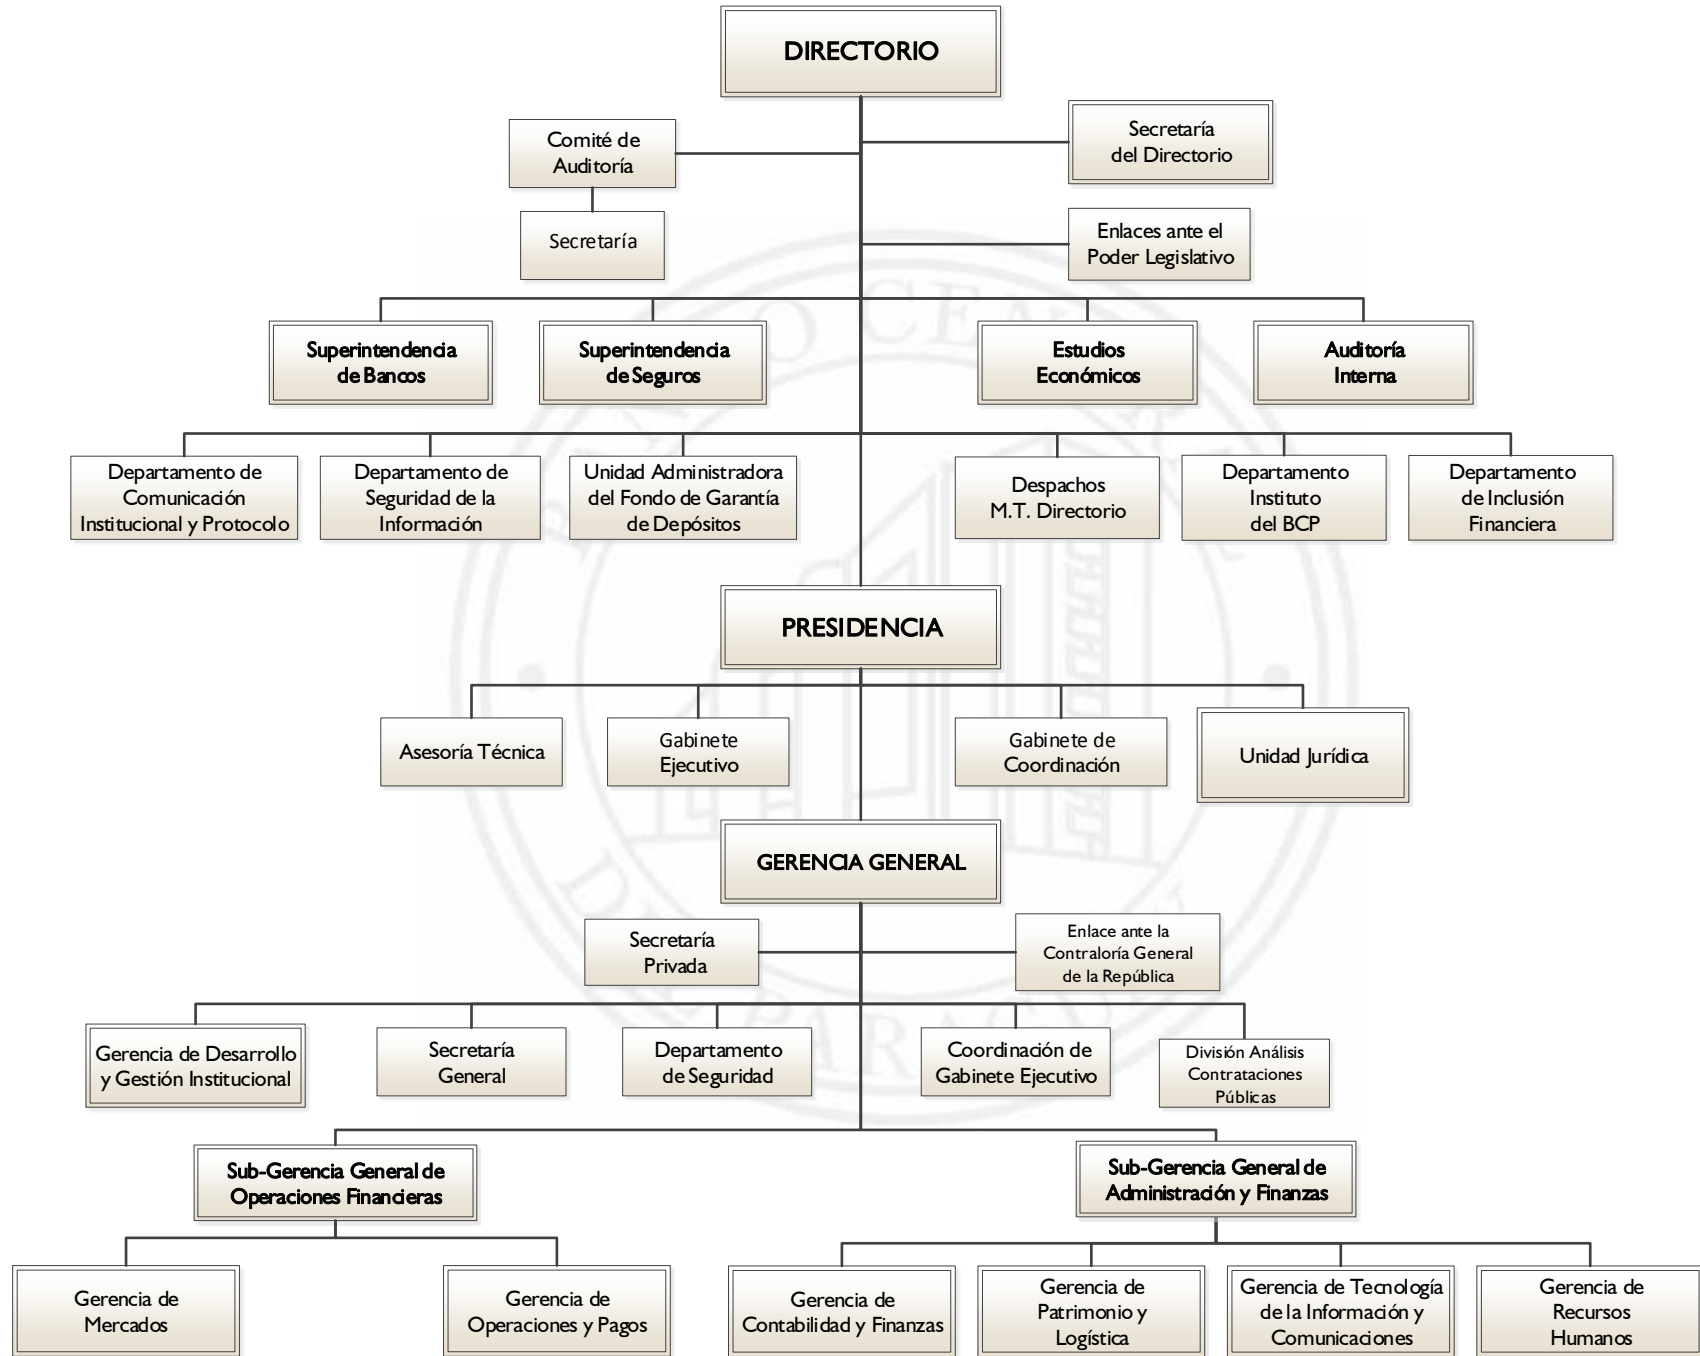 DIRECTORIO
Comité de
Auditoría
Secretaría
del Directorio
Secretaría
Enlaces ante el
Poder Legislativo
Superintendencia
de Bancos
Superintendencia
de Seguros
Estudios
Económicos
Auditoría
Interna
Departamento de
Comunicación
Institucional y Protocolo
Departamento de
Seguridad de la
Información
Unidad Administradora
del Fondo de Garantía
de Depósitos
Despachos
M.T. Directorio
Departamento
Instituto
del BCP
Departamento
de Inclusión
Financiera
PRESIDENCIA
Asesoría Técnica
Gabinete
Ejecutivo
Gabinete de
Coordinación
Unidad Jurídica
GERENCIA GENERAL
Secretaría
Privada
Enlace ante la
Contraloría General
de la República
Gerencia de Desarrollo
y Gestión Institucional
Secretaría
General
Departamento
de Seguridad
Coordinación de
Gabinete Ejecutivo
División Análisis
Contrataciones
Públicas
Sub-Gerencia General de
Operaciones Financieras
Sub-Gerencia General de
Administración y Finanzas
Gerencia de
Mercados
Gerencia de
Operaciones y Pagos
Gerencia de
Contabilidad y Finanzas
Gerencia de
Patrimonio y
Logística
Gerencia de Tecnología
de la Información y
Comunicaciones
Gerencia de
Recursos
Humanos
BANCO CENTRAL
DEL PARAGUAY